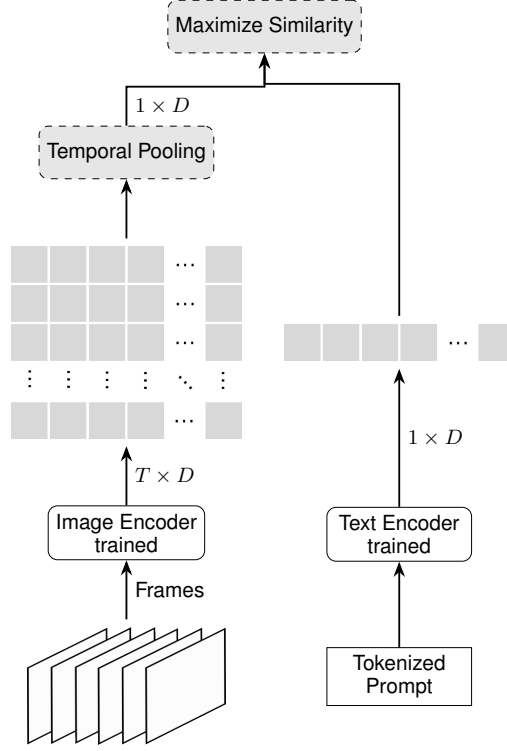 Maximize Similarity
1 × D
Temporal Pooling
T × D
1 × D
Image Encoder
trained
Text Encoder
trained
Frames
Tokenized
Prompt